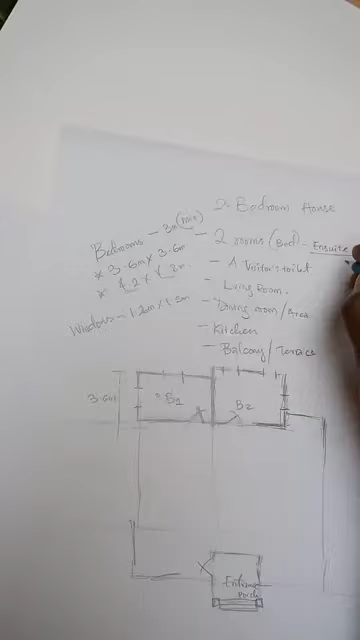 2-Bedroom House
Bedrooms - 3m (min)
* 3.6m x 3.6m
* 4.2 x 4.2m
Windows - 1.2m x 1.5m
- 2 rooms (Bed) - Ensuite
- A Visitor's toilet
- Living Room.
- Dining room/Area
- Kitchen
- Balcony/Terrace
3.6m
B1
B2
Entrance
Porch